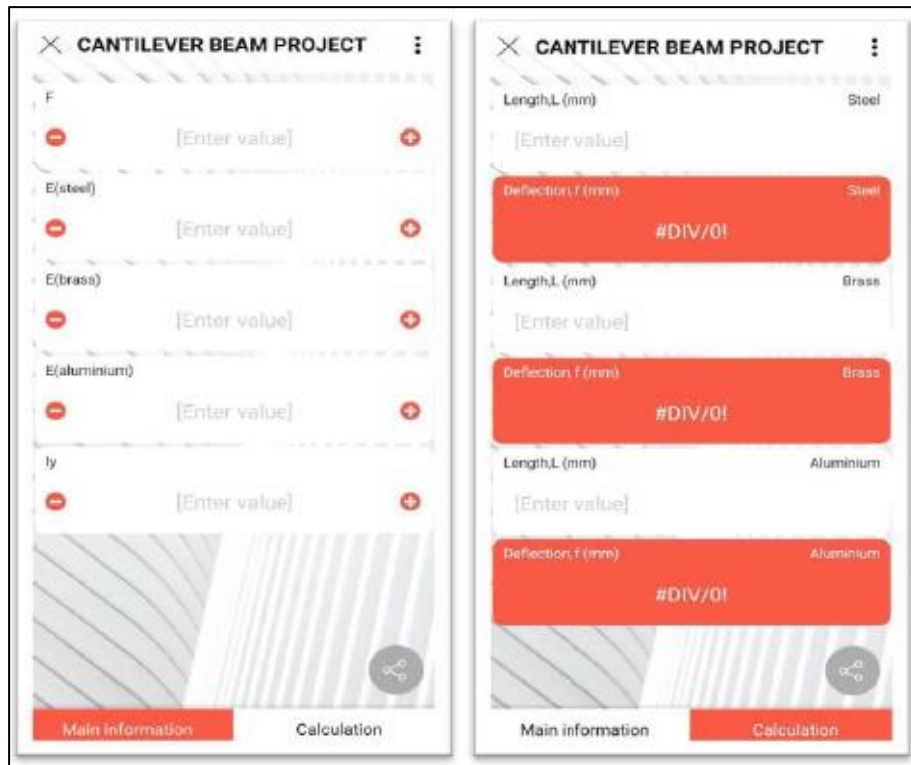 CANTILEVER BEAM PROJECT
F
[Enter value]
E(steel)
[Enter value]
E(brass)
[Enter value]
E(aluminium)
[Enter value]
Iy
[Enter value]
Main information Calculation
CANTILEVER BEAM PROJECT
Length,L (mm) Steel
[Enter value]
Deflection, f (mm) Steel
#DIV/0!
Length,L (mm) Brass
[Enter value]
Deflection, f (mm) Brass
#DIV/0!
Length,L (mm) Aluminium
[Enter value]
Deflection, f (mm) Aluminium
#DIV/0!
Main information Calculation